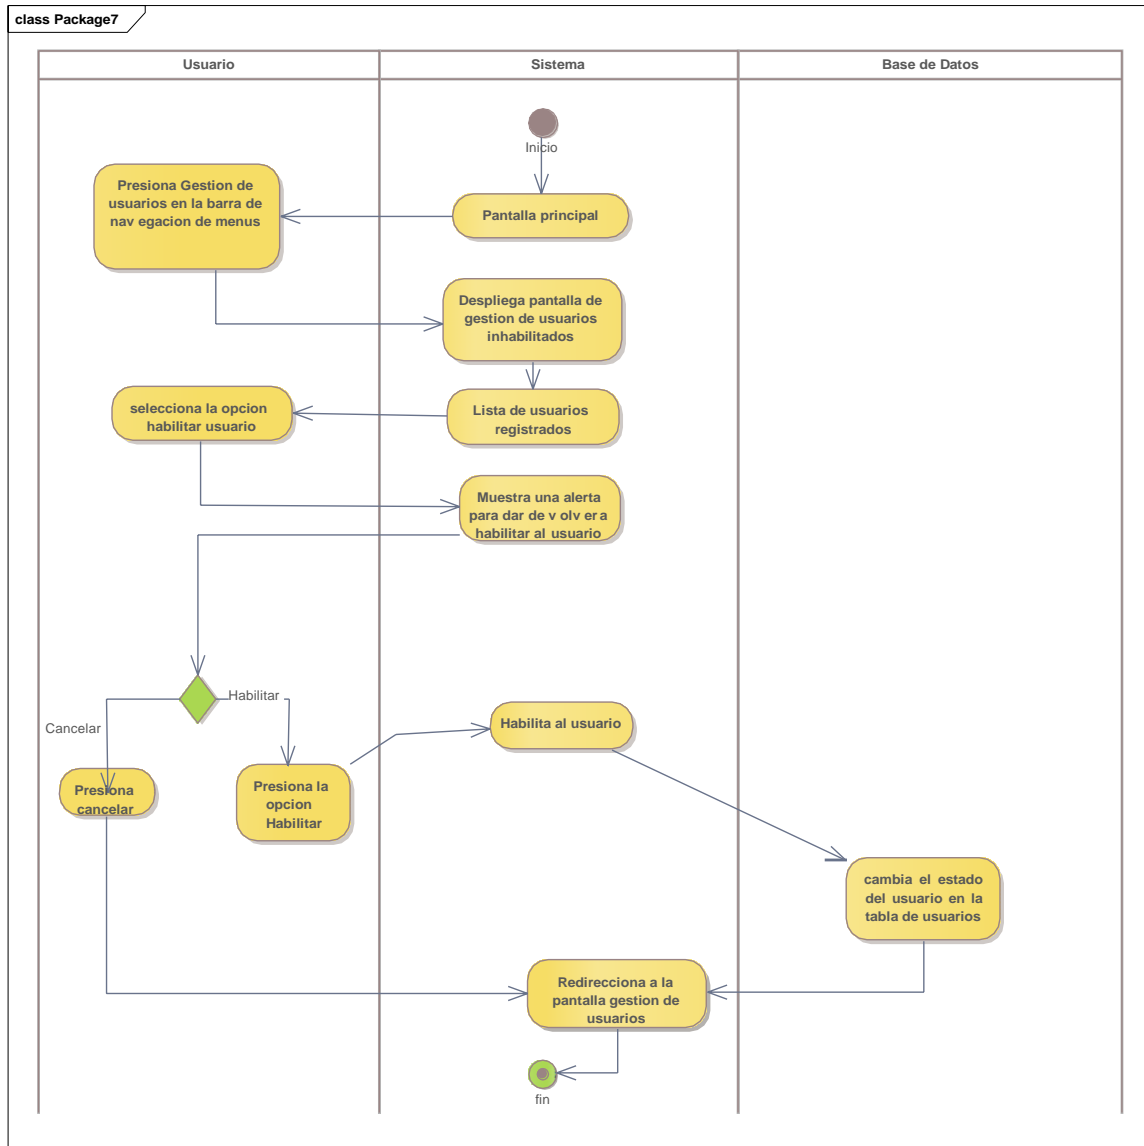 class Package7
Usuario
Sistema
Base de Datos
Inicio
Presiona Gestion de
usuarios en la barra de
nav egacion de menus
Pantalla principal
Despliega pantalla de
gestion de usuarios
inhabilitados
selecciona la opcion
habilitar usuario
Lista de usuarios
registrados
Muestra una alerta
para dar de v olv er a
habilitar al usuario
Habilitar
Cancelar
Habilita al usuario
Presiona
cancelar
Presiona la
opcion
Habilitar
cambia el estado
del usuario en la
tabla de usuarios
Redirecciona a la
pantalla gestion de
usuarios
fin